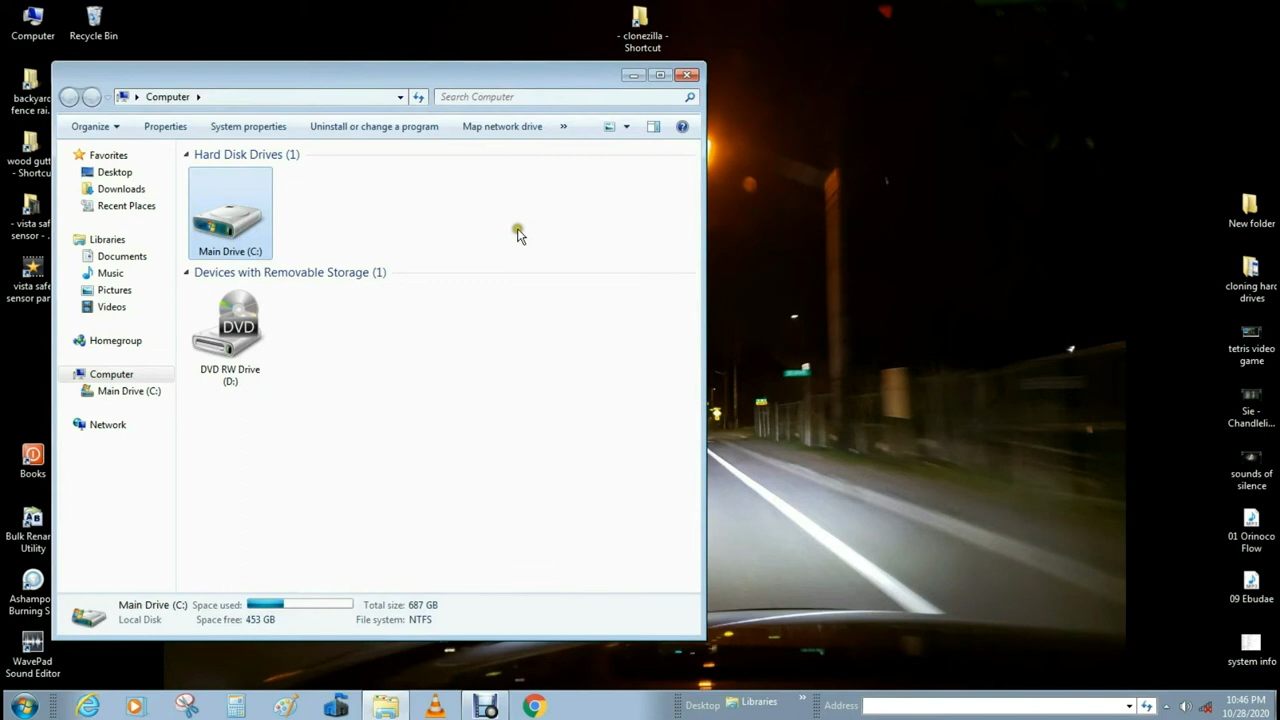 Computer
Recycle Bin
- clonezilla -
Shortcut
backyard
fence rai...
wood gutt
- Shortcut
- vista safe
sensor - ...
vista safe
sensor par
Books
Bulk Renar
Utility
Ashampo
Burning S
WavePad
Sound Editor
Computer
Search Computer
Organize
Properties
System properties
Uninstall or change a program
Map network drive
»
Favorites
Desktop
Downloads
Recent Places
Libraries
Documents
Music
Pictures
Videos
Homegroup
Computer
Main Drive (C:)
Network
Hard Disk Drives (1)
Main Drive (C:)
Devices with Removable Storage (1)
DVD
DVD RW Drive
(D:)
Main Drive (C:) Space used: Total size: 687 GB
Local Disk Space free: 453 GB File system: NTFS
New folder
cloning hard
drives
tetris video
game
Sie -
Chandleli...
sounds of
silence
01 Orinoco
Flow
09 Ebudae
system info
Desktop
Libraries
»
Address
10:46 PM
10/28/2020